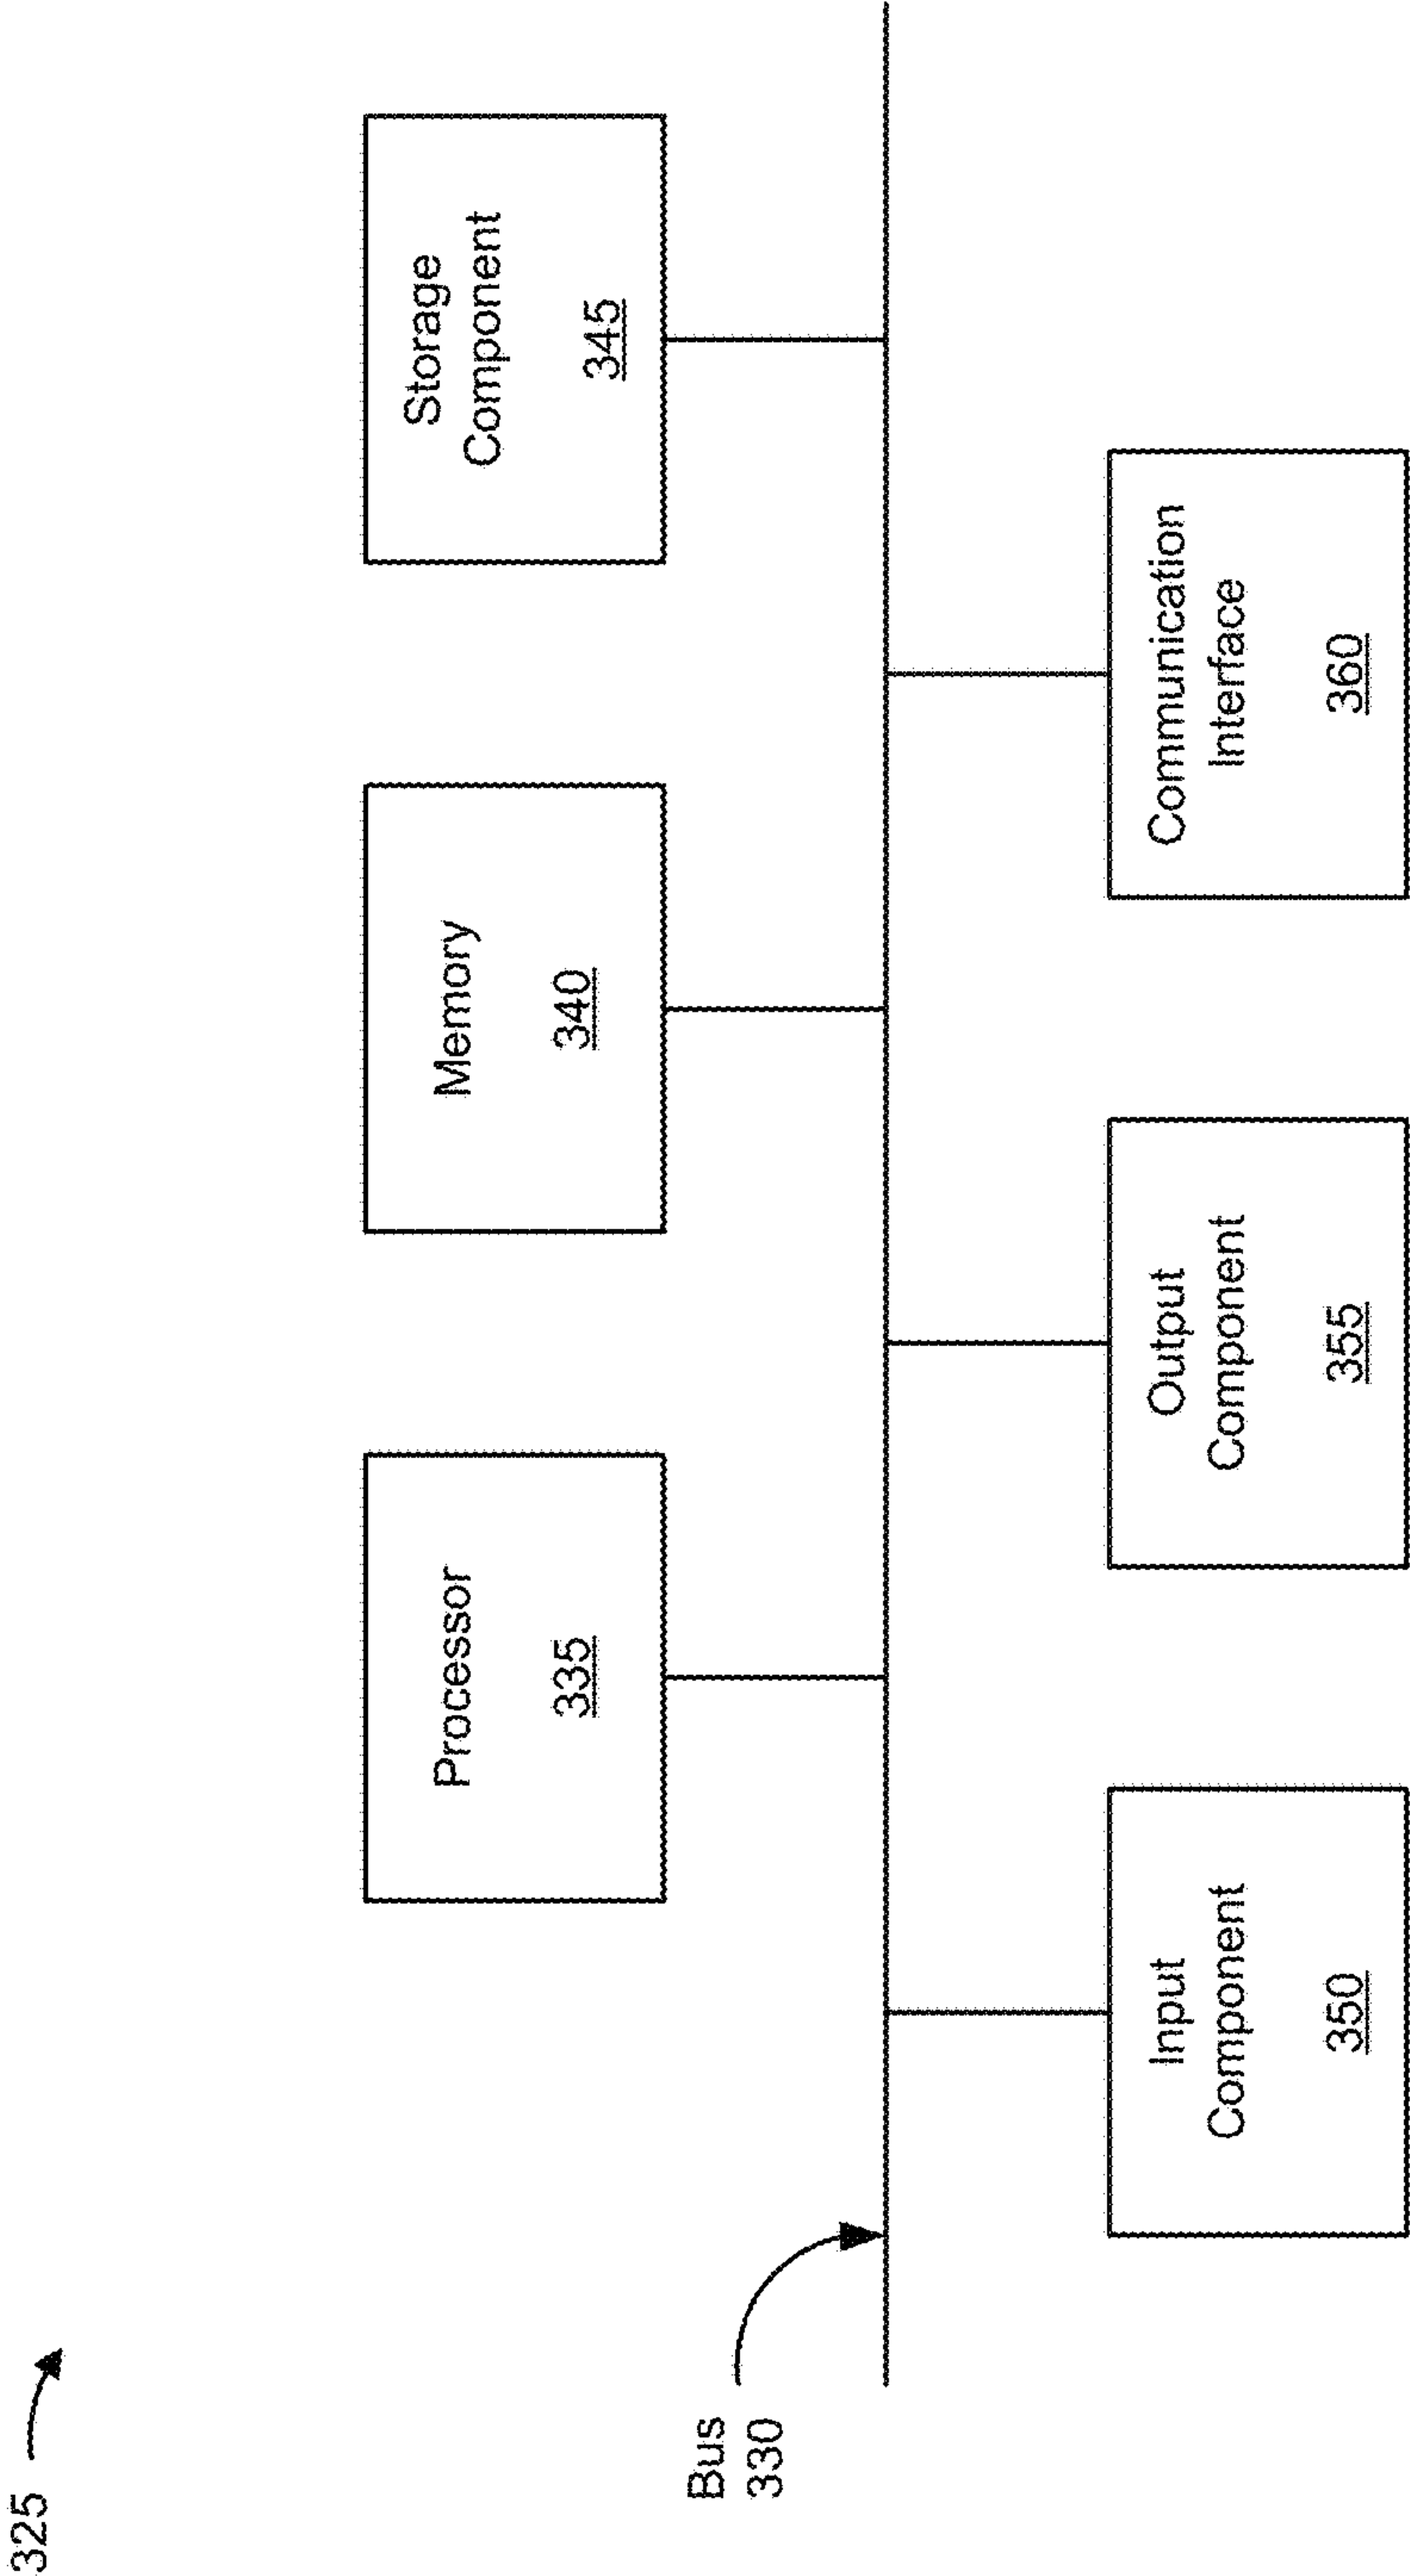 325
Bus
330
Processor
335
Memory
340
Storage
Component
345
Input
Component
350
Output
Component
355
Communication
Interface
360